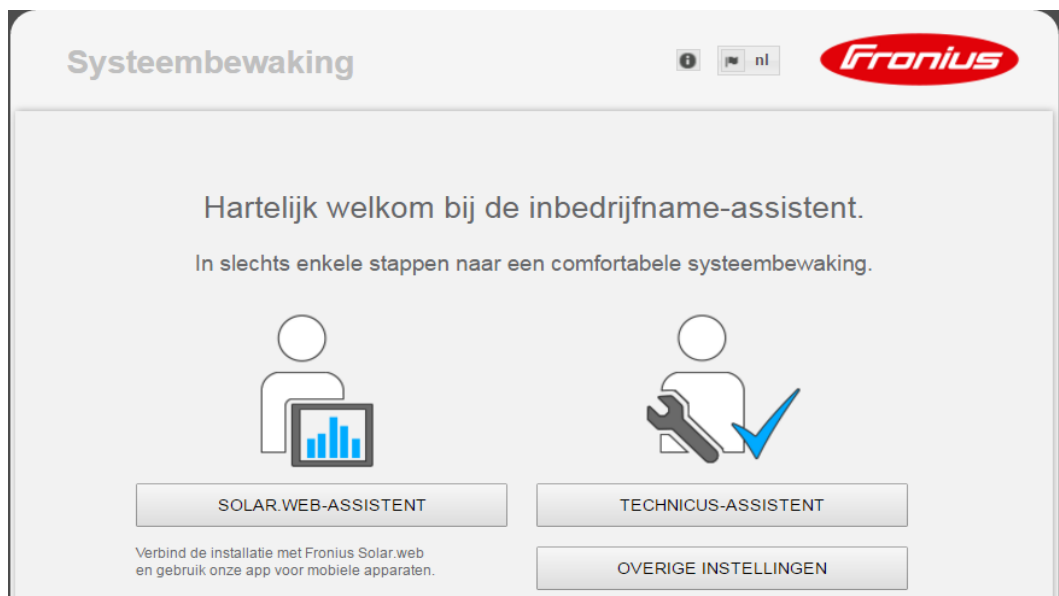 Systeembewaking
nl
Fronius
Hartelijk welkom bij de inbedrijfname-assistent.
In slechts enkele stappen naar een comfortabele systeembewaking.
SOLAR.WEB-ASSISTENT
TECHNICUS-ASSISTENT
Verbind de installatie met Fronius Solar.web
en gebruik onze app voor mobiele apparaten.
OVERIGE INSTELLINGEN